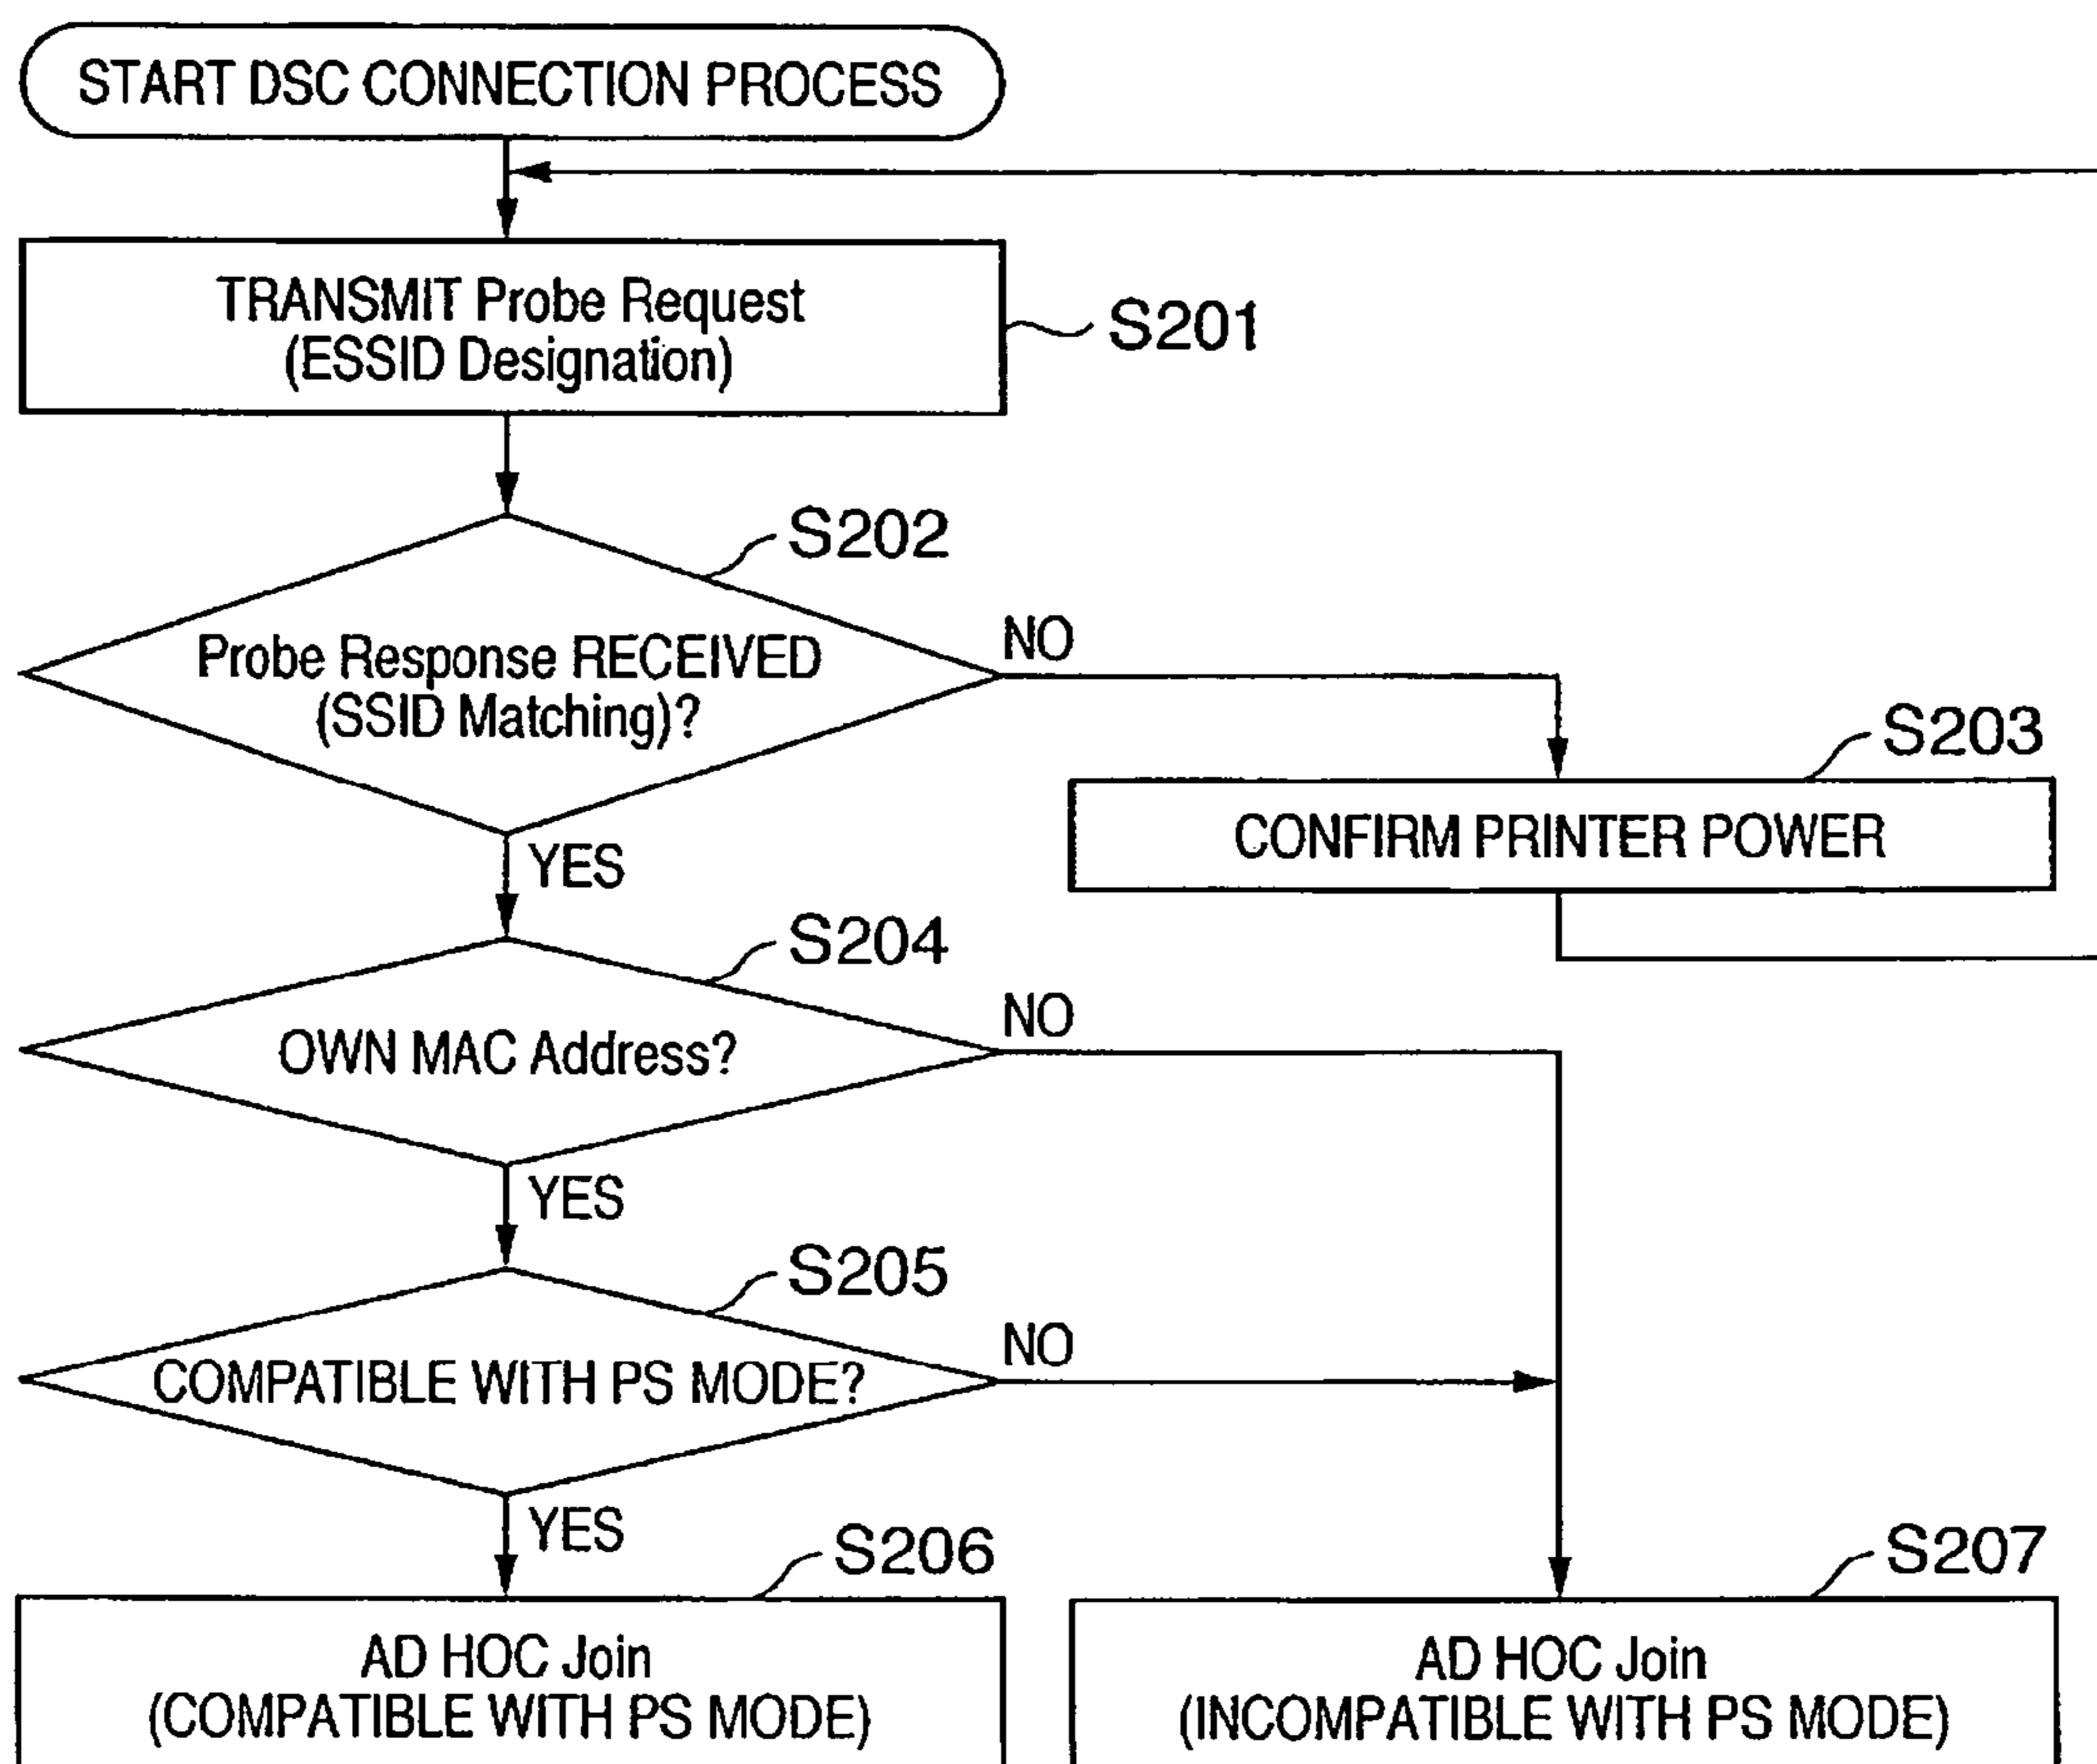 START DSC CONNECTION PROCESS
TRANSMIT Probe Request
(ESSID Designation)
S201
S202
Probe Response RECEIVED
(SSID Matching)?
NO
S203
CONFIRM PRINTER POWER
YES
S204
OWN MAC Address?
NO
YES
S205
COMPATIBLE WITH PS MODE?
NO
YES
S206
AD HOC Join
(COMPATIBLE WITH PS MODE)
S207
AD HOC Join
(INCOMPATIBLE WITH PS MODE)